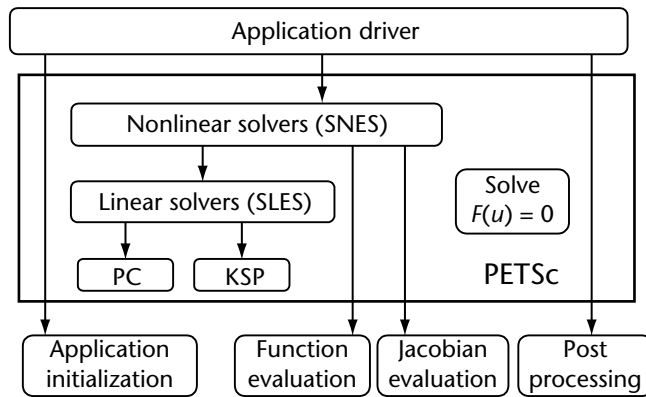 Application driver
Nonlinear solvers (SNES)
Linear solvers (SLES)
PC
KSP
Solve
F(u) = 0
PETSc
Application
initialization
Function
evaluation
Jacobian
evaluation
Post
processing